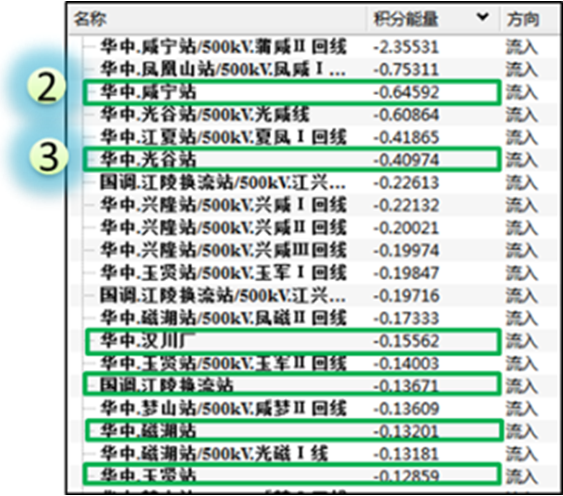 名称 积分能量 方向
华中.咸宁站/500kV.蒲咸II 回线 -2.35531 流入
华中.凤凰山站/500kV.凤咸 I ... -0.75311 流入
2 华中.咸宁站 -0.64592 流入
华中.光谷站/500kV.光咸线 -0.60864 流入
华中.江夏站/500kV.夏凤 I 回线 -0.41865 流入
3 华中.光谷站 -0.40974 流入
国调.江陵换流站/500kV.江兴... -0.22613 流入
华中.兴隆站/500kV.兴咸 I 回线 -0.22132 流入
华中.兴隆站/500kV.兴咸II 回线 -0.20021 流入
华中.兴隆站/500kV.兴咸III回线 -0.19974 流入
华中.玉贤站/500kV.玉军 I 回线 -0.19847 流入
国调.江陵换流站/500kV.江兴... -0.19716 流入
华中.磁湖站/500kV.凤磁II 回线 -0.17333 流入
华中.汉川厂 -0.15562 流入
华中.玉贤站/500kV.玉军II 回线 -0.14003 流入
国调.江陵换流站 -0.13671 流入
华中.梦山站/500kV.咸梦II 回线 -0.13609 流入
华中.磁湖站 -0.13201 流入
华中.磁湖站/500kV.光磁 I 线 -0.13181 流入
华中.玉贤站 -0.12859 流入